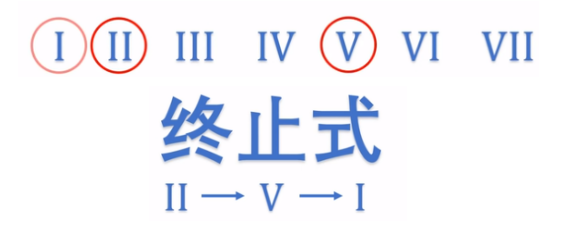 I II III IV V VI VII
终止式
II → V → I